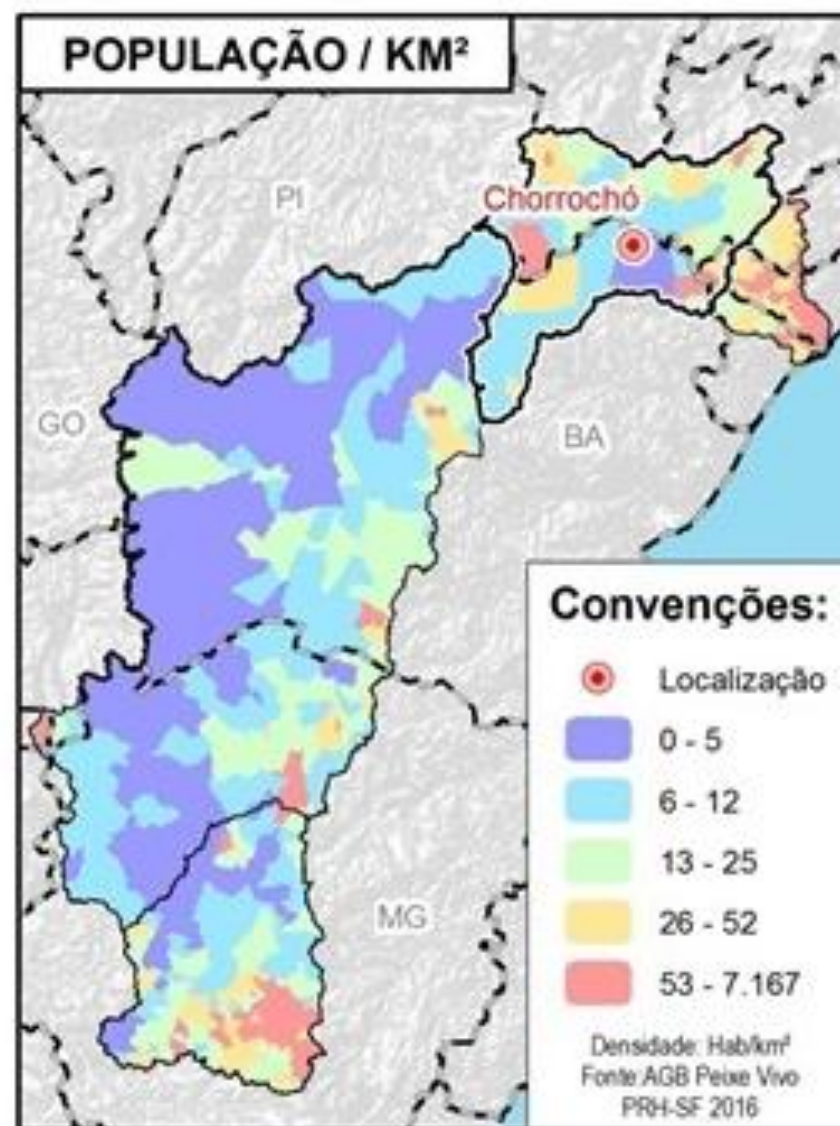 POPULAÇÃO / KM²
PI
Chorrochó
GO
BA
MG
Convenções:
Localização
0 - 5
6 - 12
13 - 25
26 - 52
53 - 7.167
Densidade: Hab/km²
Fonte:AGB Peixe Vivo
PRH-SF 2016